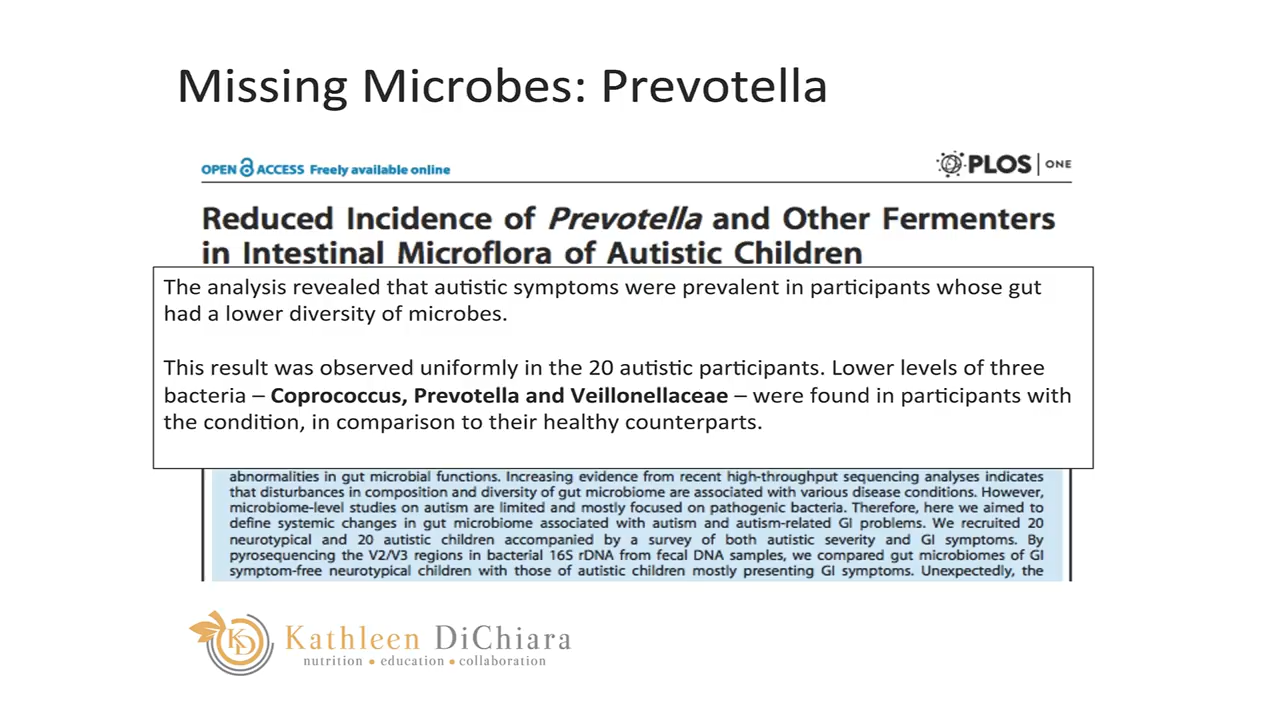 Missing Microbes: Prevotella
OPEN ACCESS Freely available online
PLOS ONE
Reduced Incidence of Prevotella and Other Fermenters
in Intestinal Microflora of Autistic Children
The analysis revealed that autistic symptoms were prevalent in participants whose gut
had a lower diversity of microbes.
This result was observed uniformly in the 20 autistic participants. Lower levels of three
bacteria – Coprococcus, Prevotella and Veillonellaceae – were found in participants with
the condition, in comparison to their healthy counterparts.
abnormalities in gut microbial functions. Increasing evidence from recent high-throughput sequencing analyses indicates
that disturbances in composition and diversity of gut microbiome are associated with various disease conditions. However,
microbiome-level studies on autism are limited and mostly focused on pathogenic bacteria. Therefore, here we aimed to
define systemic changes in gut microbiome associated with autism and autism-related GI problems. We recruited 20
neurotypical and 20 autistic children accompanied by a survey of both autistic severity and GI symptoms. By
pyrosequencing the V2/V3 regions in bacterial 16S rDNA from fecal DNA samples, we compared gut microbiomes of GI
symptom-free neurotypical children with those of autistic children mostly presenting GI symptoms. Unexpectedly, the
KD
Kathleen DiChiara
nutrition • education • collaboration